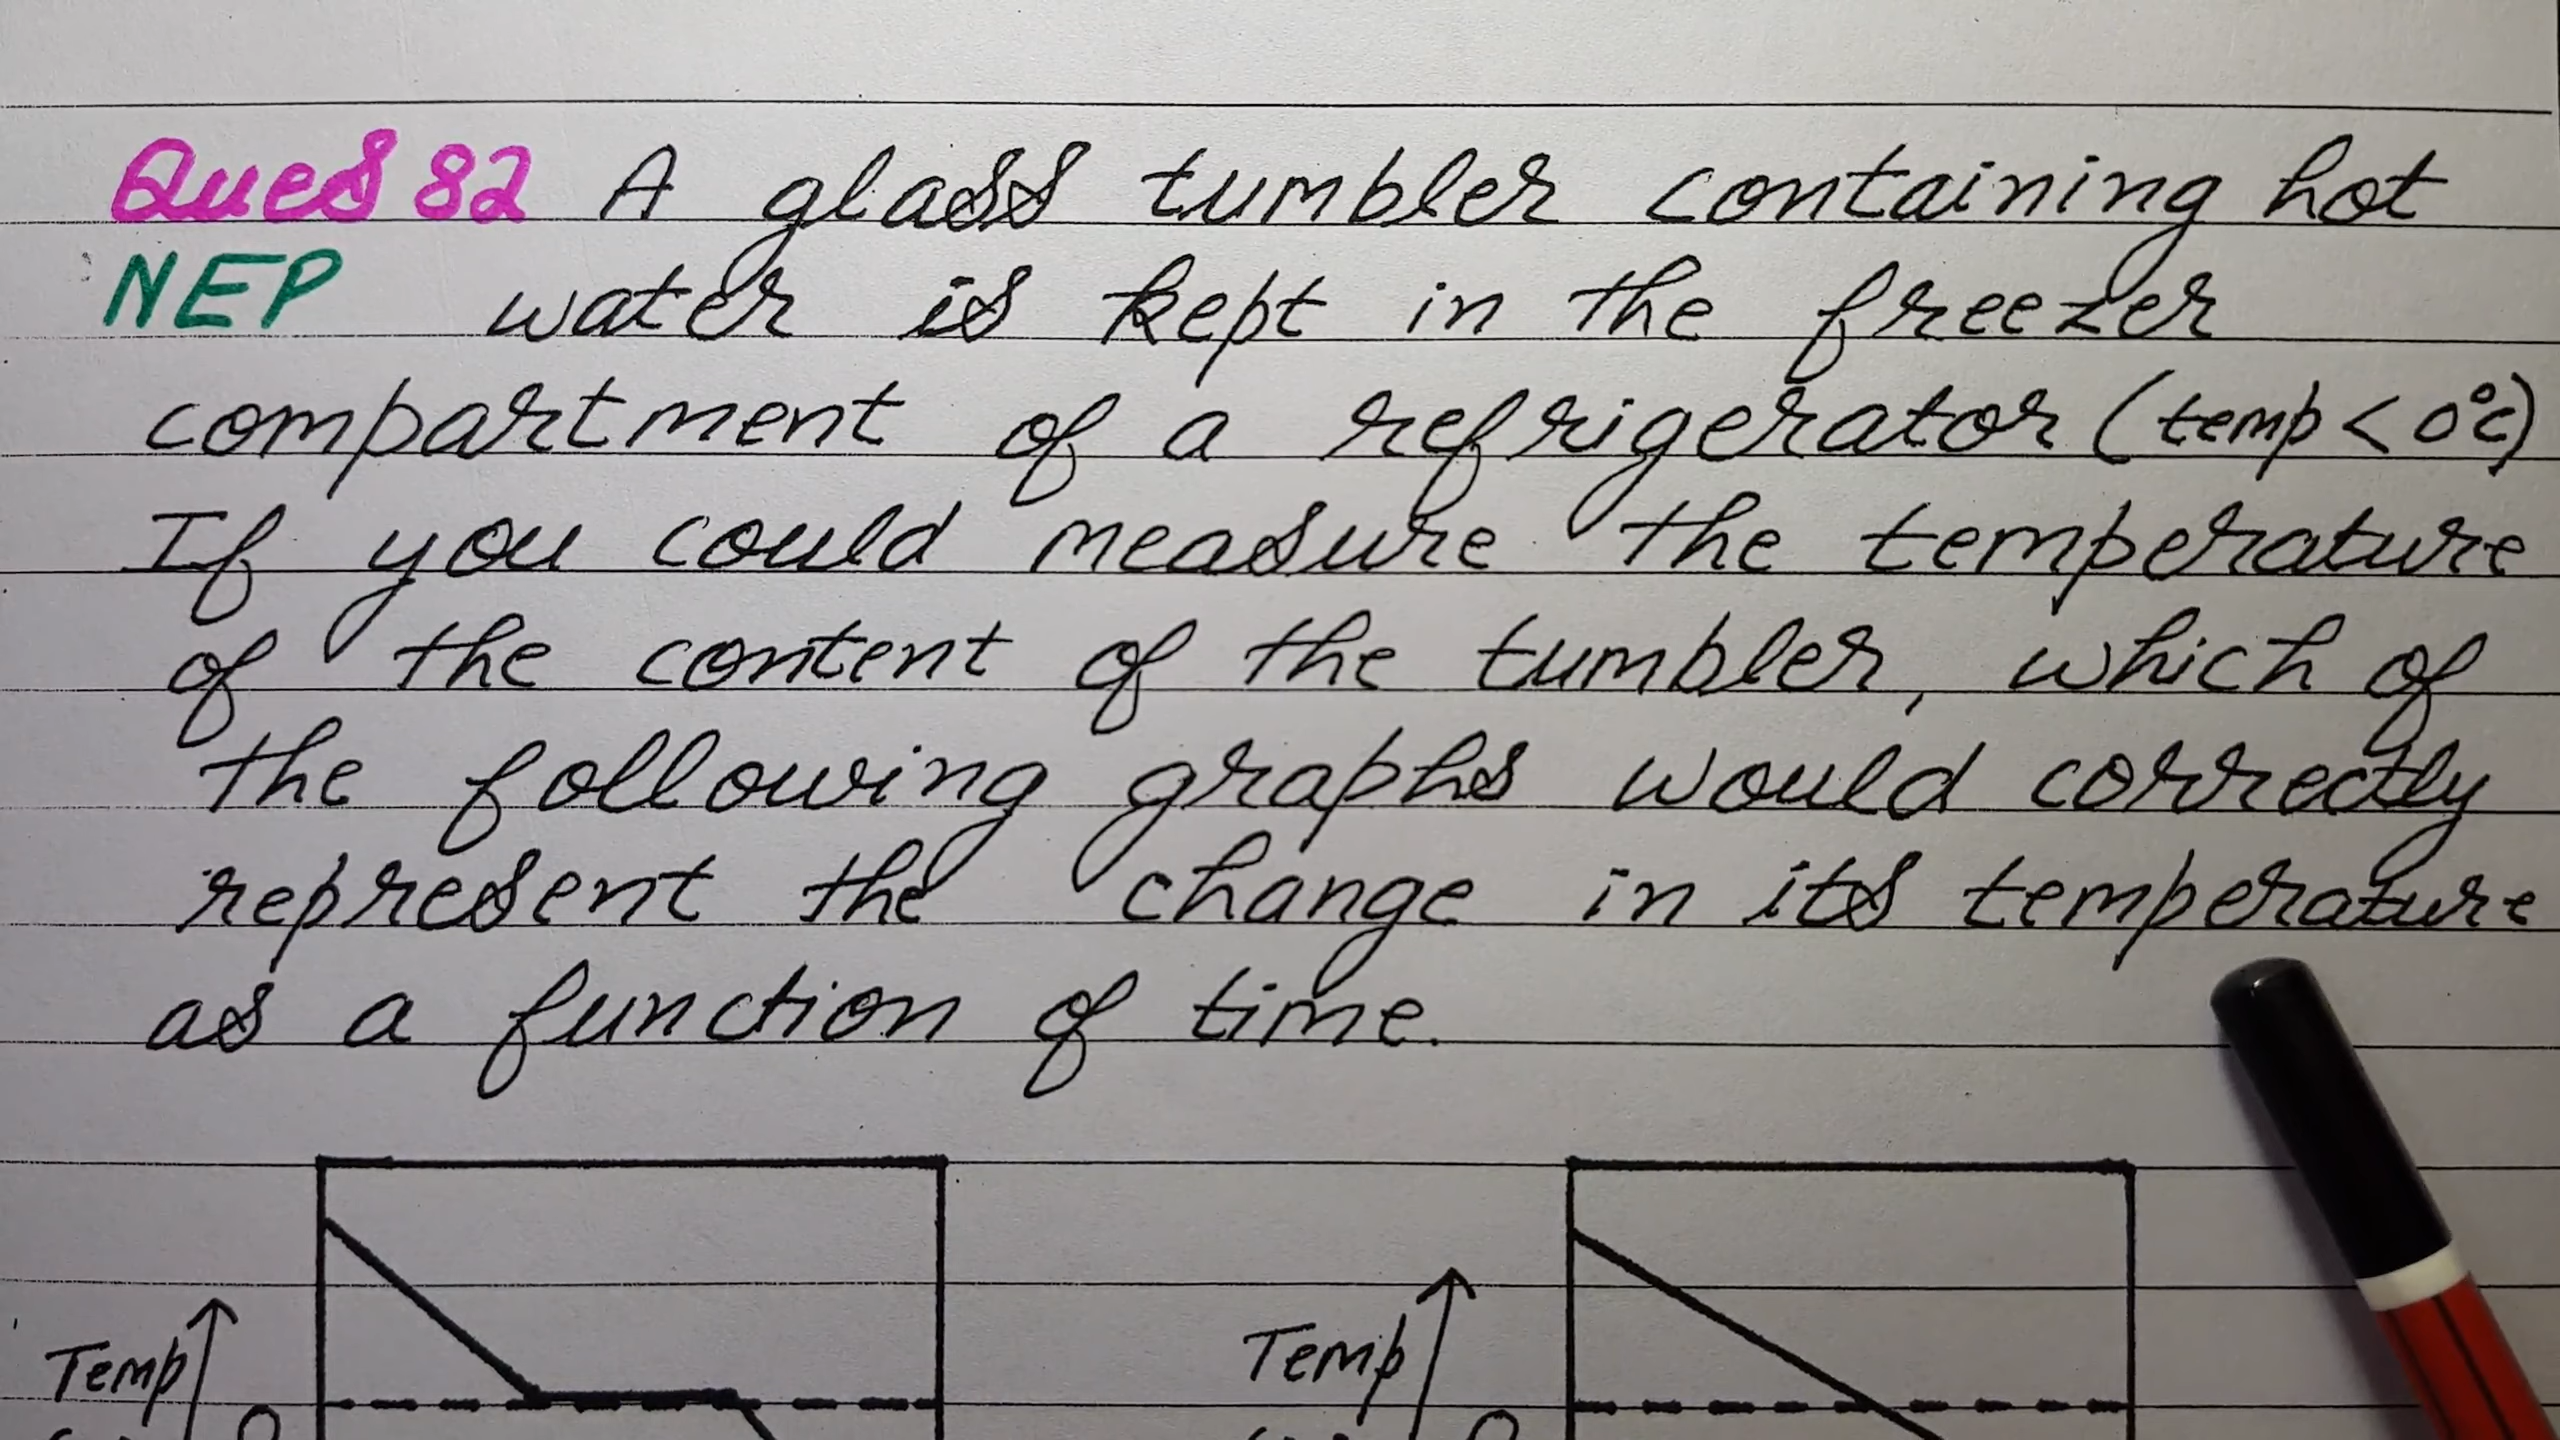 Ques 82 A glass tumbler containing hot
NEP water is kept in the freezer
compartment of a refrigerator (temp < 0°C)
If you could measure the temperature
of the content of the tumbler, which of
the following graphs would correctly
represent the change in its temperature
as a function of time.
Temp Temp
0 0